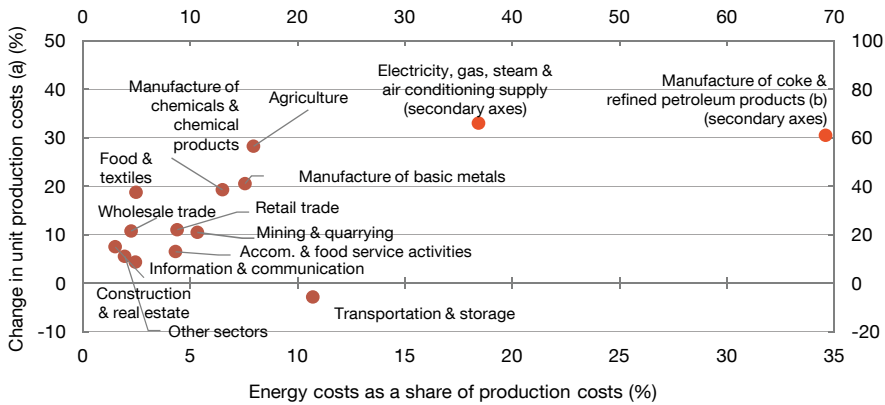 0 10 20 30 40 50 60 70
Change in unit production costs (a) (%)
50
40
30
20
10
0
-10
100
80
60
40
20
0
-20
Manufacture of
chemicals &
chemical
products
Agriculture
Electricity, gas, steam &
air conditioning supply
(secondary axes)
Manufacture of coke &
refined petroleum products (b)
(secondary axes)
Food &
textiles
Manufacture of basic metals
Wholesale trade
Retail trade
Mining & quarrying
Accom. & food service activities
Information & communication
Construction
& real estate
Other sectors
Transportation & storage
0 5 10 15 20 25 30 35
Energy costs as a share of production costs (%)